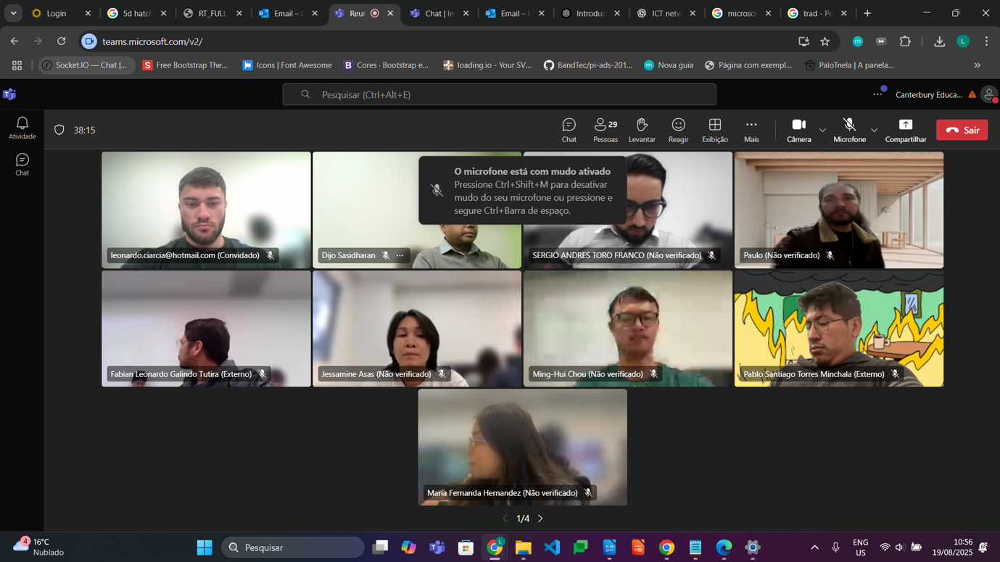 Login
5d hatch
RT_FULL_
Email – L
Reun
Chat | le
Email – L
Introduc
ICT netw
microsof
trad - Pe
teams.microsoft.com/v2/
m
L
Socket.IO — Chat |...
Free Bootstrap The...
Icons | Font Awesome
Cores · Bootstrap e...
loading.io - Your SV...
BandTec/pi-ads-201...
Nova guia
Página com exempl...
PaloTnela | A panela...
Pesquisar (Ctrl+Alt+E)
Canterbury Educa...
Atividade
Chat
38:15
Chat
29
Pessoas
Levantar
Reagir
Exibição
Mais
Câmera
Microfone
Compartilhar
Sair
O microfone está com mudo ativado
Pressione Ctrl+Shift+M para desativar
mudo do seu microfone ou pressione e
segure Ctrl+Barra de espaço.
leonardo.ciarcia@hotmail.com (Convidado)
Dijo Sasidharan
SERGIO ANDRES TORO FRANCO (Não verificado)
Paulo (Não verificado)
Fabian Leonardo Galindo Tutira (Externo)
Jessamine Asas (Não verificado)
Ming-Hui Chou (Não verificado)
Pablo Santiago Torres Minchala (Externo)
Maria Fernanda Hernandez (Não verificado)
1/4
4
16°C
Nublado
Pesquisar
L
ENG
US
10:56
19/08/2025